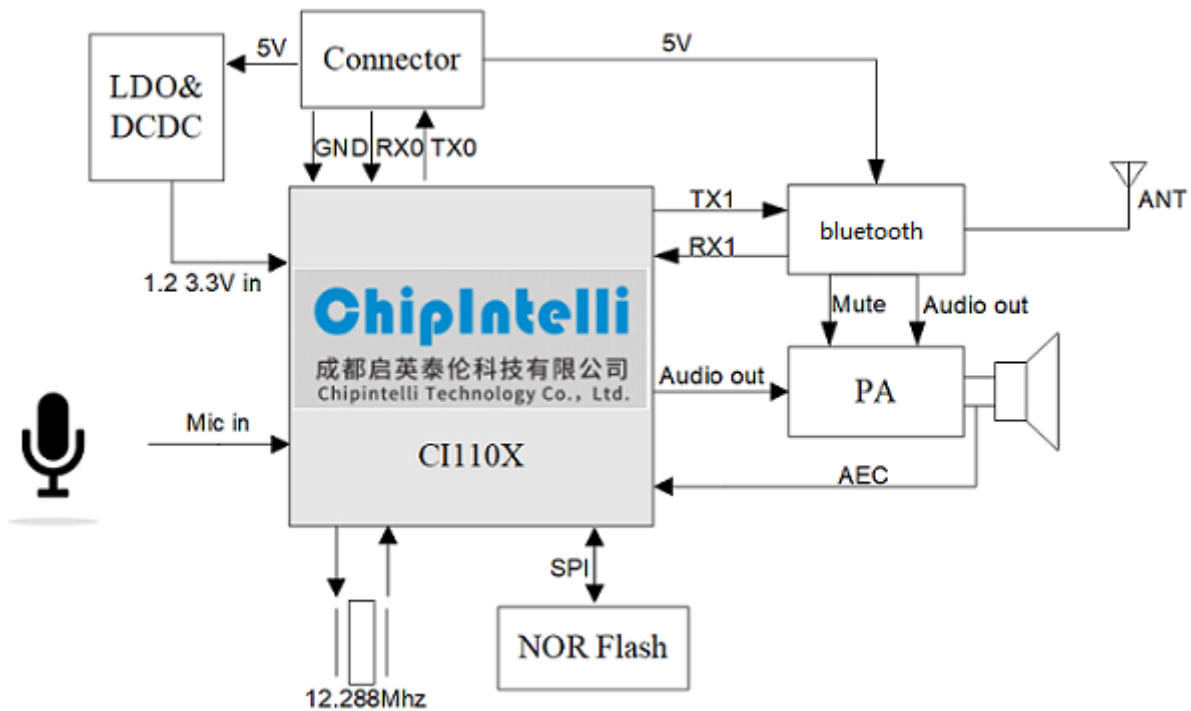 5V
Connector
5V
LDO&
DCDC
GND RX0 TX0
TX1
ANT
bluetooth
RX1
1.2 3.3V in
Mute
Audio out
ChipIntelli
成都启英泰伦科技有限公司
Chipintelli Technology Co., Ltd.
Audio out
PA
Mic in
CI110X
AEC
SPI
NOR Flash
12.288Mhz